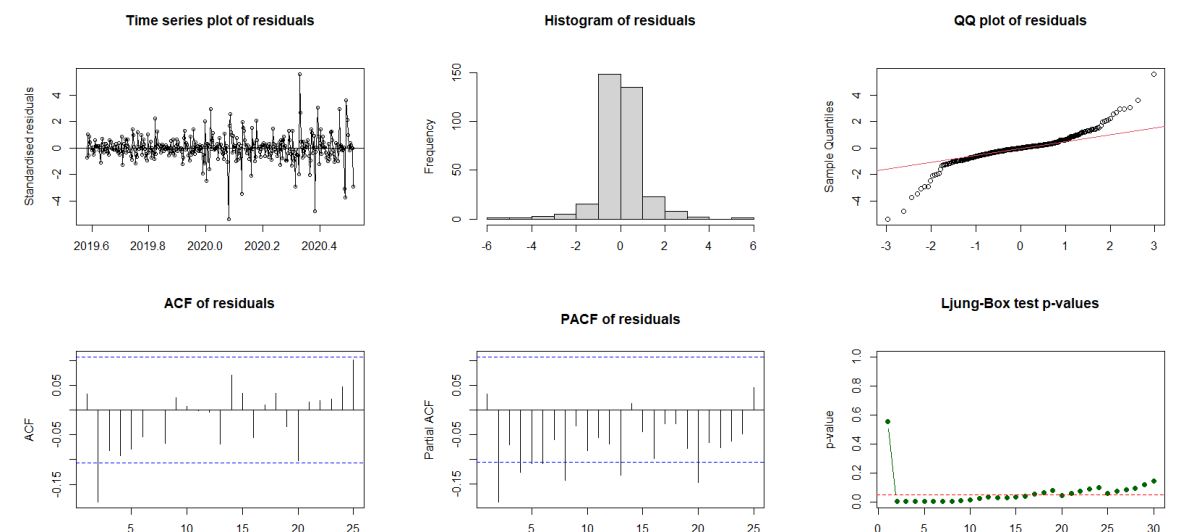 Time series plot of residuals
Standardised residuals
4
2
0
-2
-4
2019.6 2019.8 2020.0 2020.2 2020.4
Histogram of residuals
Frequency
150
100
50
0
-6 -4 -2 0 2 4 6
QQ plot of residuals
Sample Quantiles
4
2
0
-2
-4
-3 -2 -1 0 1 2 3
ACF of residuals
ACF
0.05
-0.05
-0.15
5 10 15 20 25
PACF of residuals
Partial ACF
0.05
-0.05
-0.15
5 10 15 20 25
Ljung-Box test p-values
p-value
1.0
0.8
0.6
0.4
0.2
0.0
0 5 10 15 20 25 30